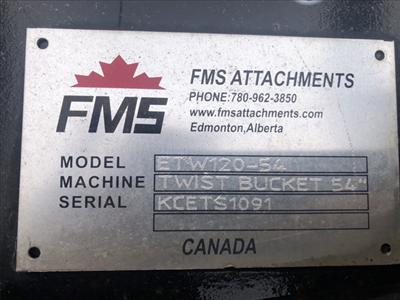 FMS
FMS ATTACHMENTS
PHONE:780-962-3850
www.fmsattachments.com
Edmonton,Alberta
MODEL ETW120-54
MACHINE TWIST BUCKET 54"
SERIAL KCETS1091
CANADA